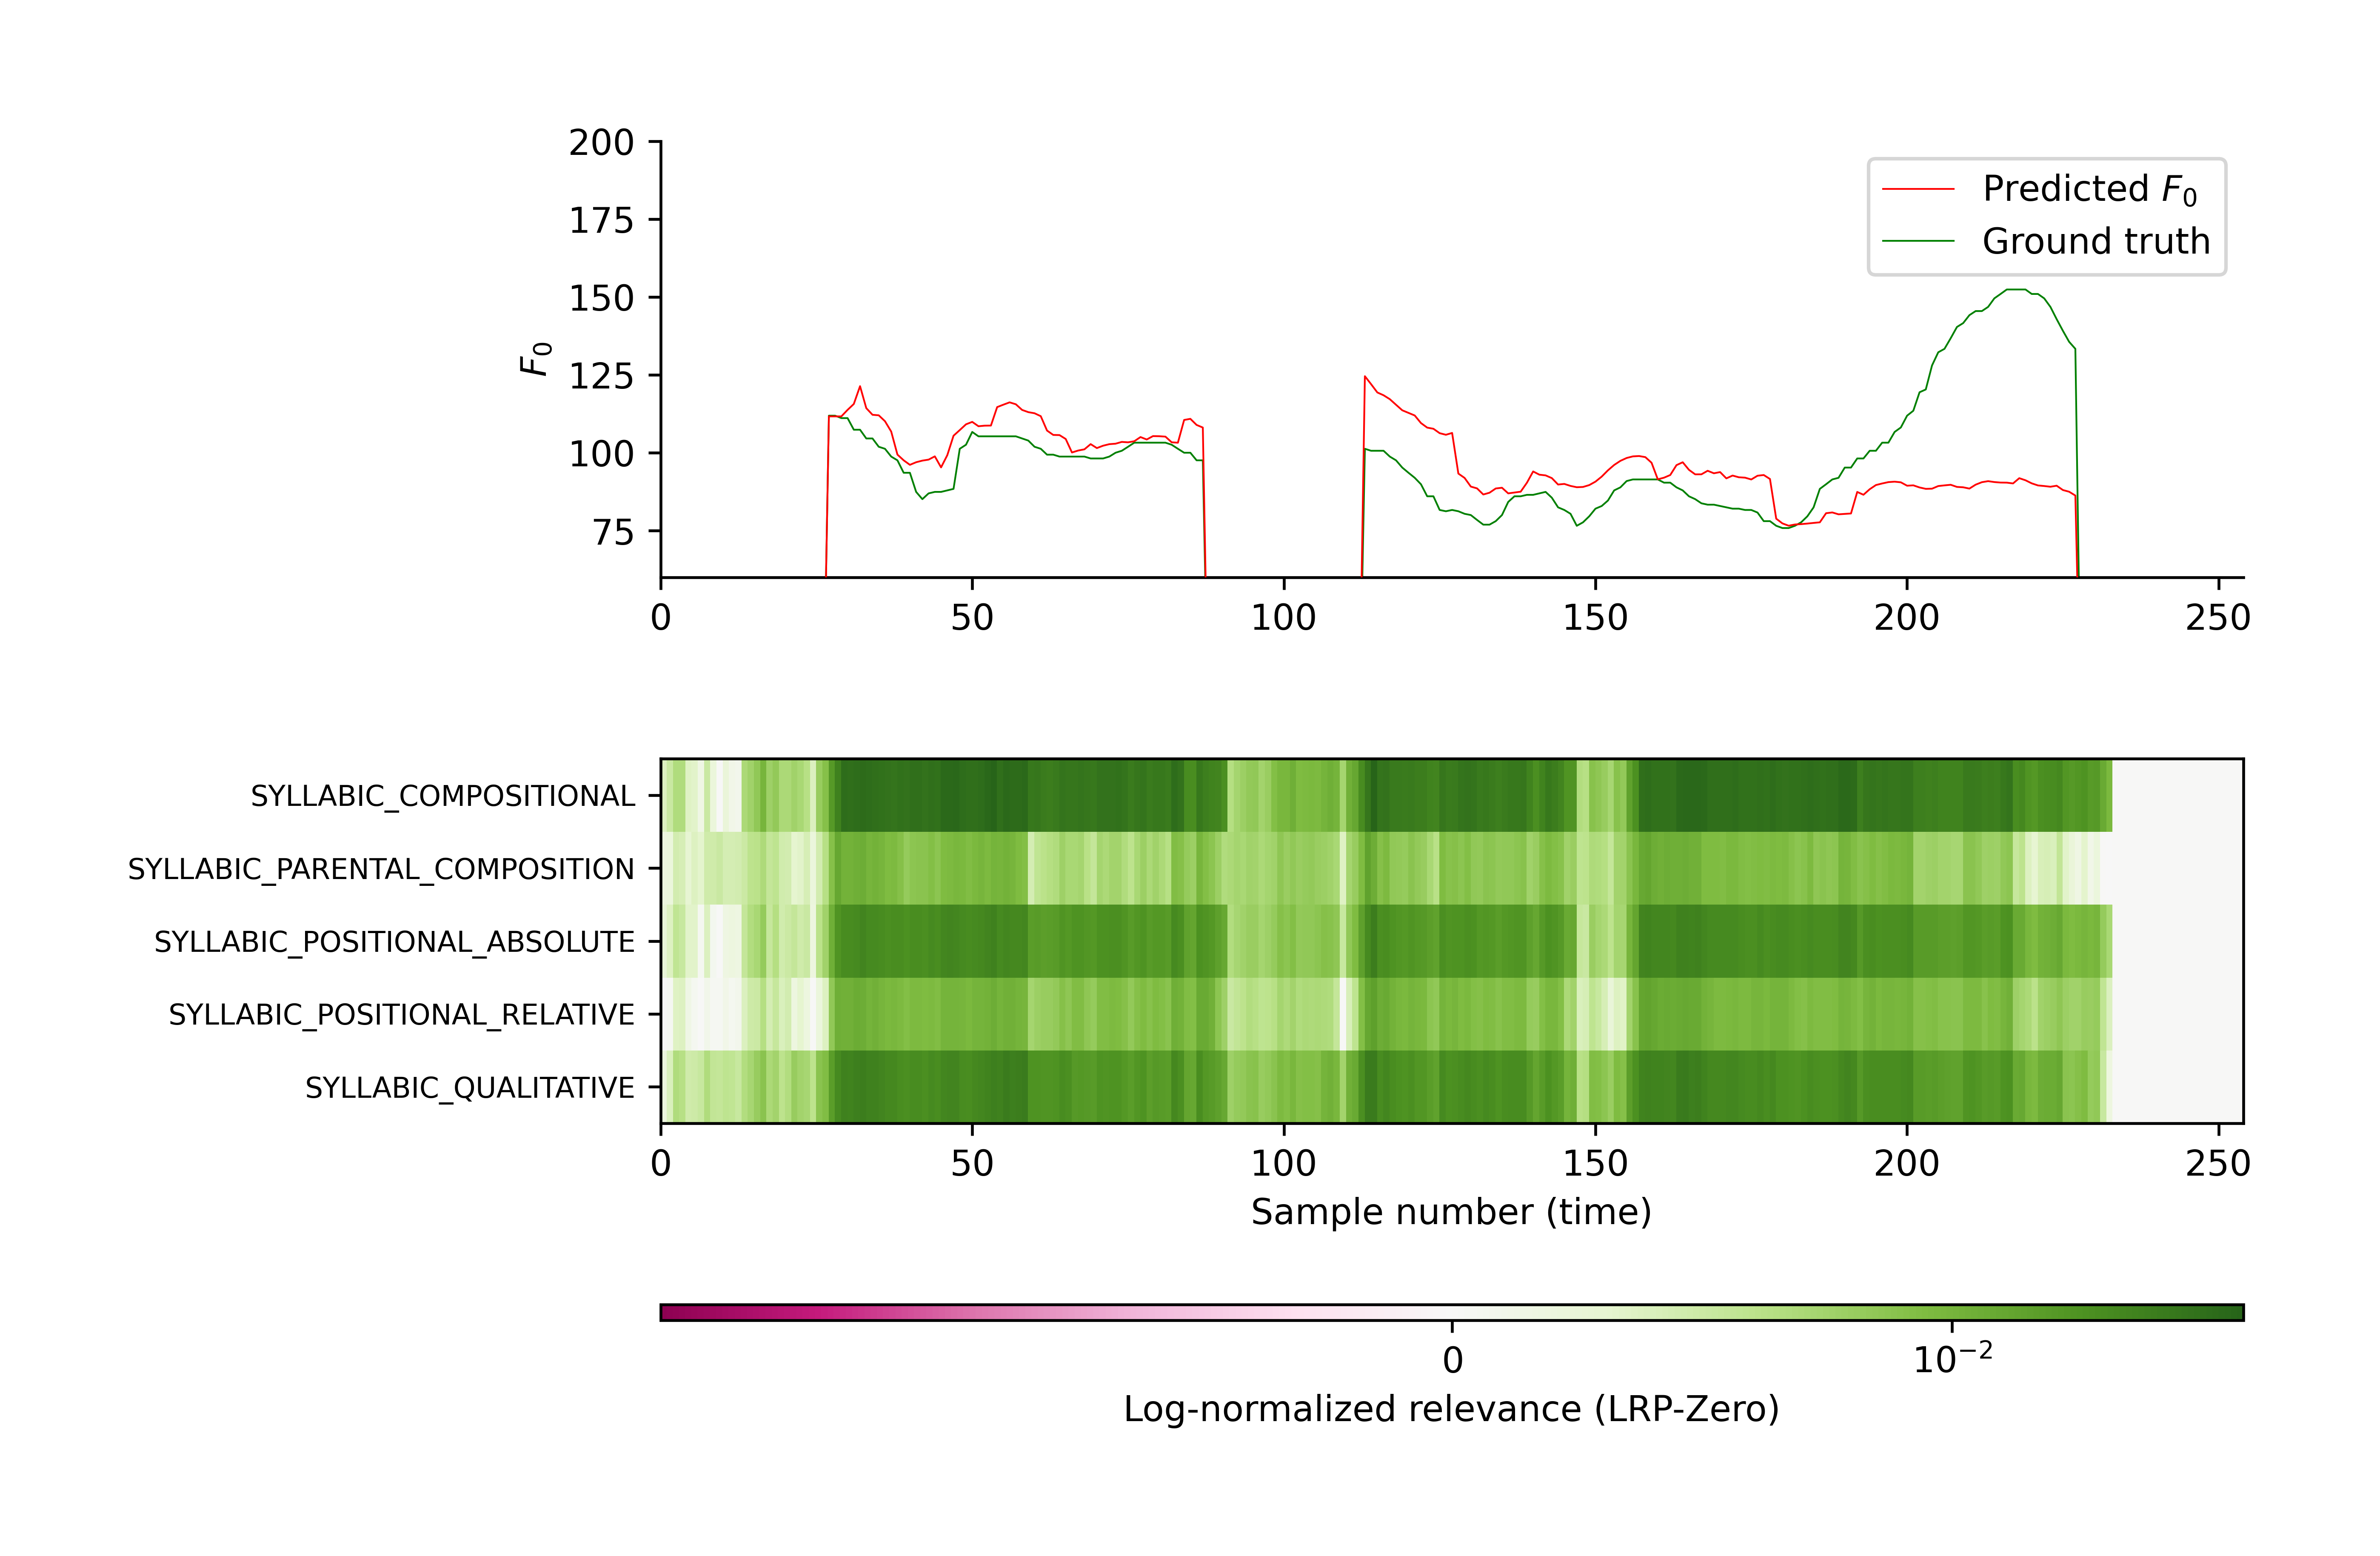 200
175
150
125
100
75
F₀
Predicted F₀
Ground truth
0 50 100 150 200 250
SYLLABIC_COMPOSITIONAL
SYLLABIC_PARENTAL_COMPOSITION
SYLLABIC_POSITIONAL_ABSOLUTE
SYLLABIC_POSITIONAL_RELATIVE
SYLLABIC_QUALITATIVE
0 50 100 150 200 250
Sample number (time)
0 10⁻²
Log-normalized relevance (LRP-Zero)